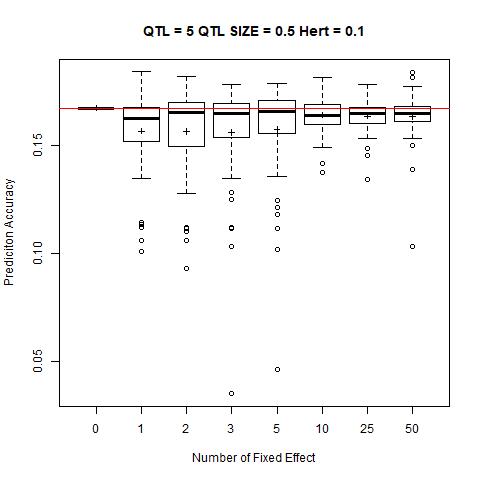 QTL = 5 QTL SIZE = 0.5 Hert = 0.1
Prediciton Accuracy
0.15
0.10
0.05
0 1 2 3 5 10 25 50
Number of Fixed Effect